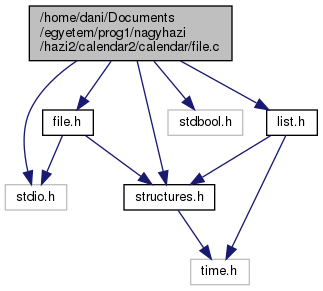 /home/dani/Documents
/egyetem/prog1/nagyhazi
/hazi2/calendar2/calendar/file.c
file.h
stdbool.h
list.h
stdio.h
structures.h
time.h